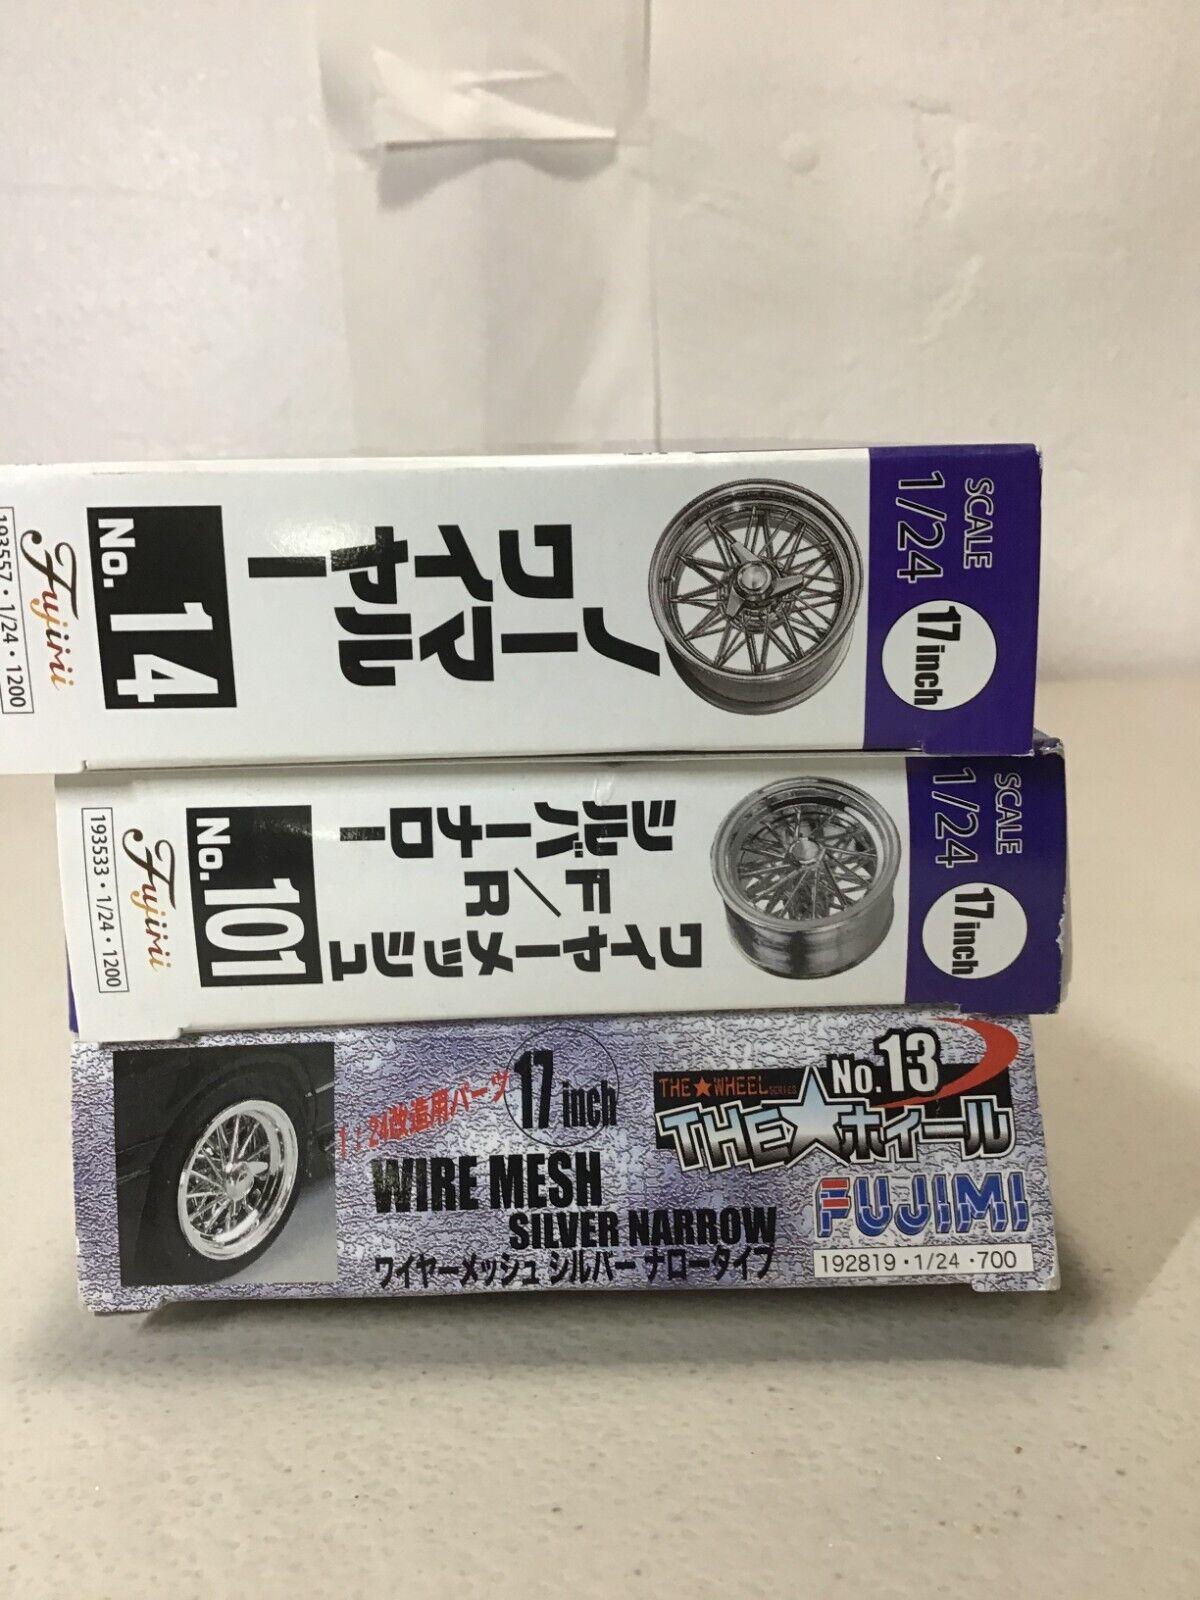 SCALE
1/24
17 inch
ノーマル
ワイヤー
No. 14
Fujimi
193557・1/24・1200
SCALE
1/24
17 inch
シルバーナロー
F/R
ワイヤーメッシュ
No. 101
Fujimi
193533・1/24・1200
1:24改造用パーツ
17 inch
WIRE MESH
SILVER NARROW
ワイヤーメッシュ シルバー ナロータイプ
No.13
THE★WHEEL SERIES
THE★ホイール
FUJIMI
192819・1/24・700